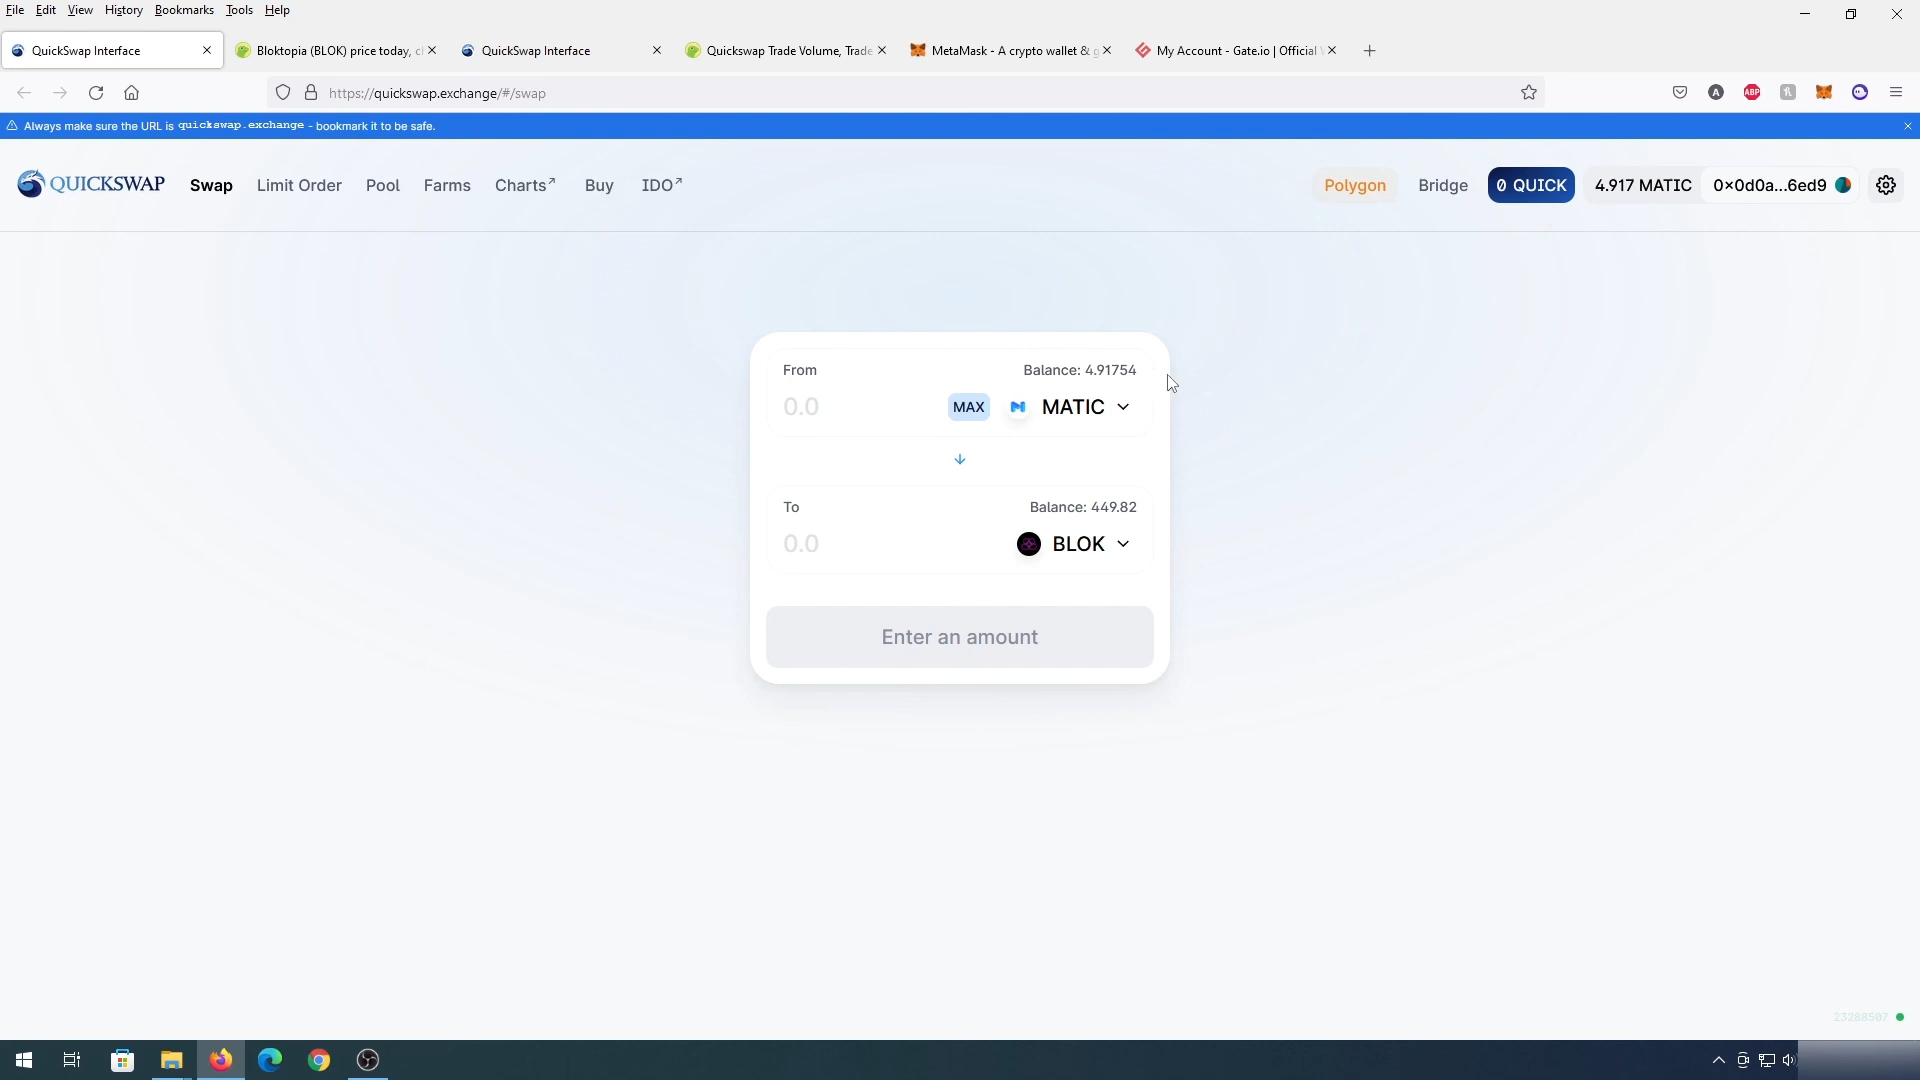 File Edit View History Bookmarks Tools Help
QuickSwap Interface
Bloktopia (BLOK) price today, cl
QuickSwap Interface
Quickswap Trade Volume, Trade
MetaMask - A crypto wallet & g
My Account - Gate.io | Official
https://quickswap.exchange/#/swap
Always make sure the URL is quickswap.exchange - bookmark it to be safe.
QUICKSWAP
Swap Limit Order Pool Farms Charts↗ Buy IDO↗
Polygon Bridge 0 QUICK 4.917 MATIC 0x0d0a...6ed9
From Balance: 4.91754
0.0 MAX MATIC
To Balance: 449.82
0.0 BLOK
Enter an amount
23288507